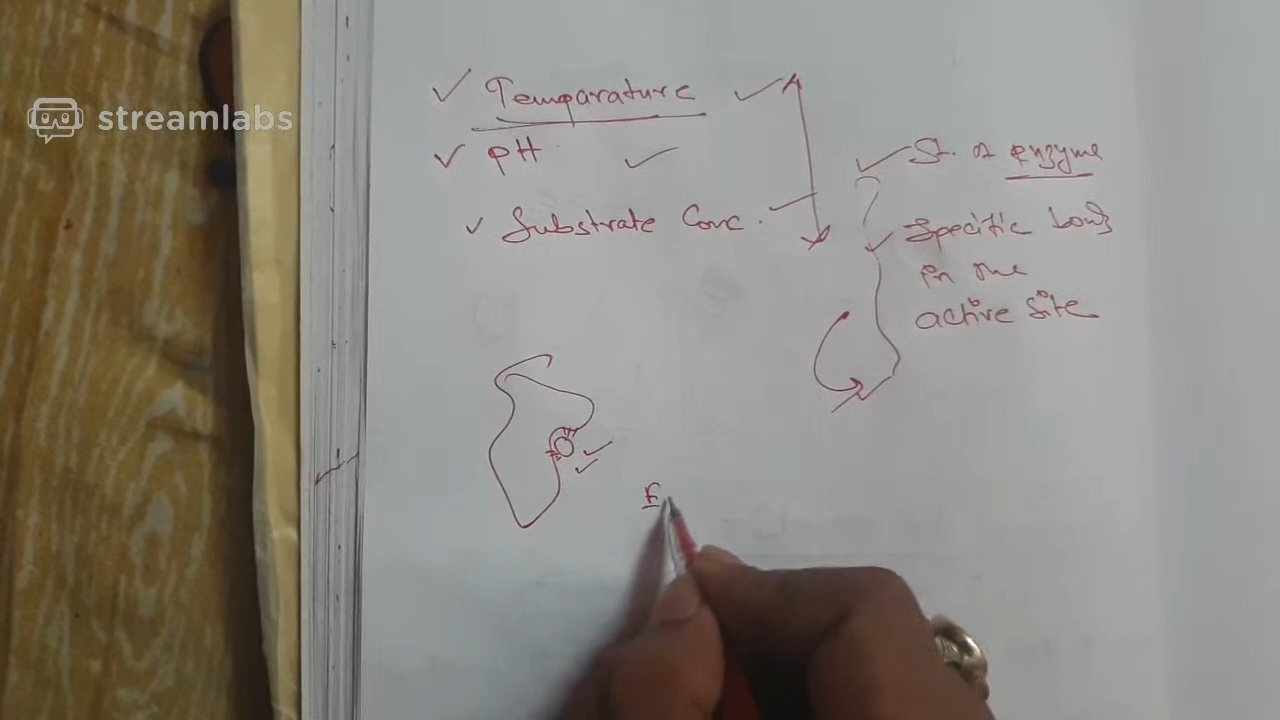 streamlabs
Temparature
pH
Substrate Conc.
St. of enzyme
Specific bonds
in the
active site
E